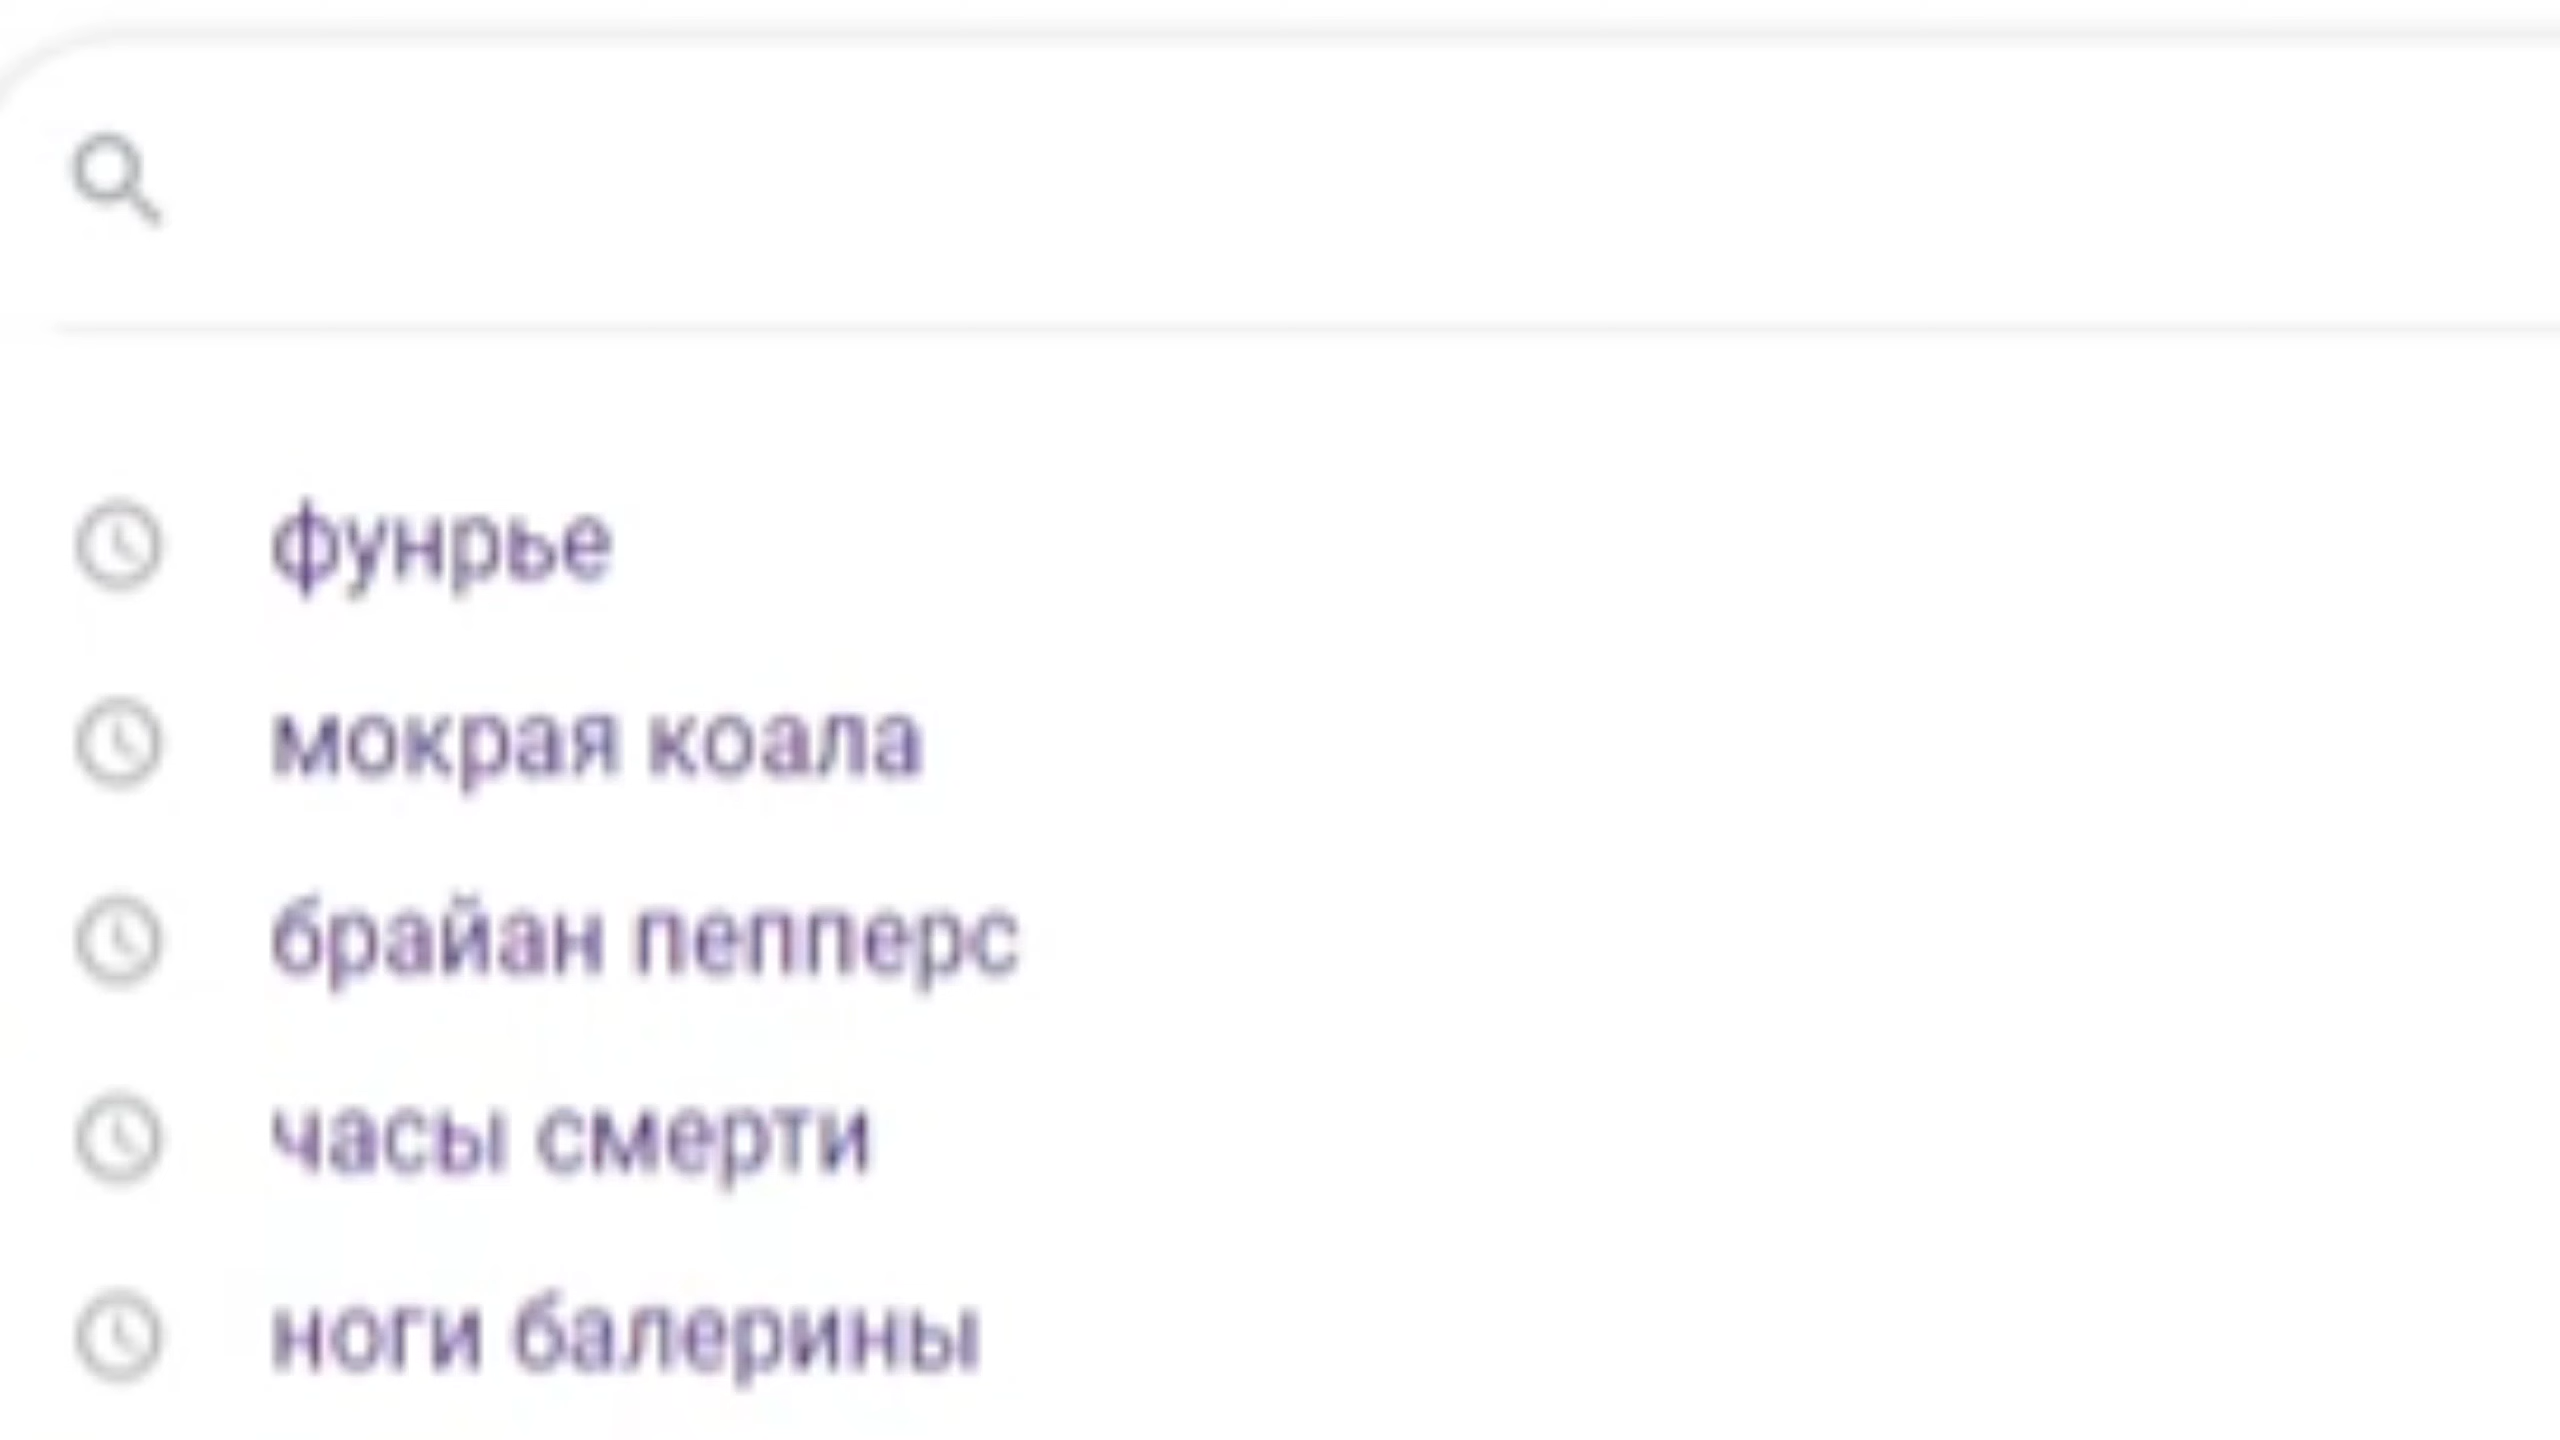 фунрье
мокрая коала
брайан пепперс
часы смерти
ноги балерины